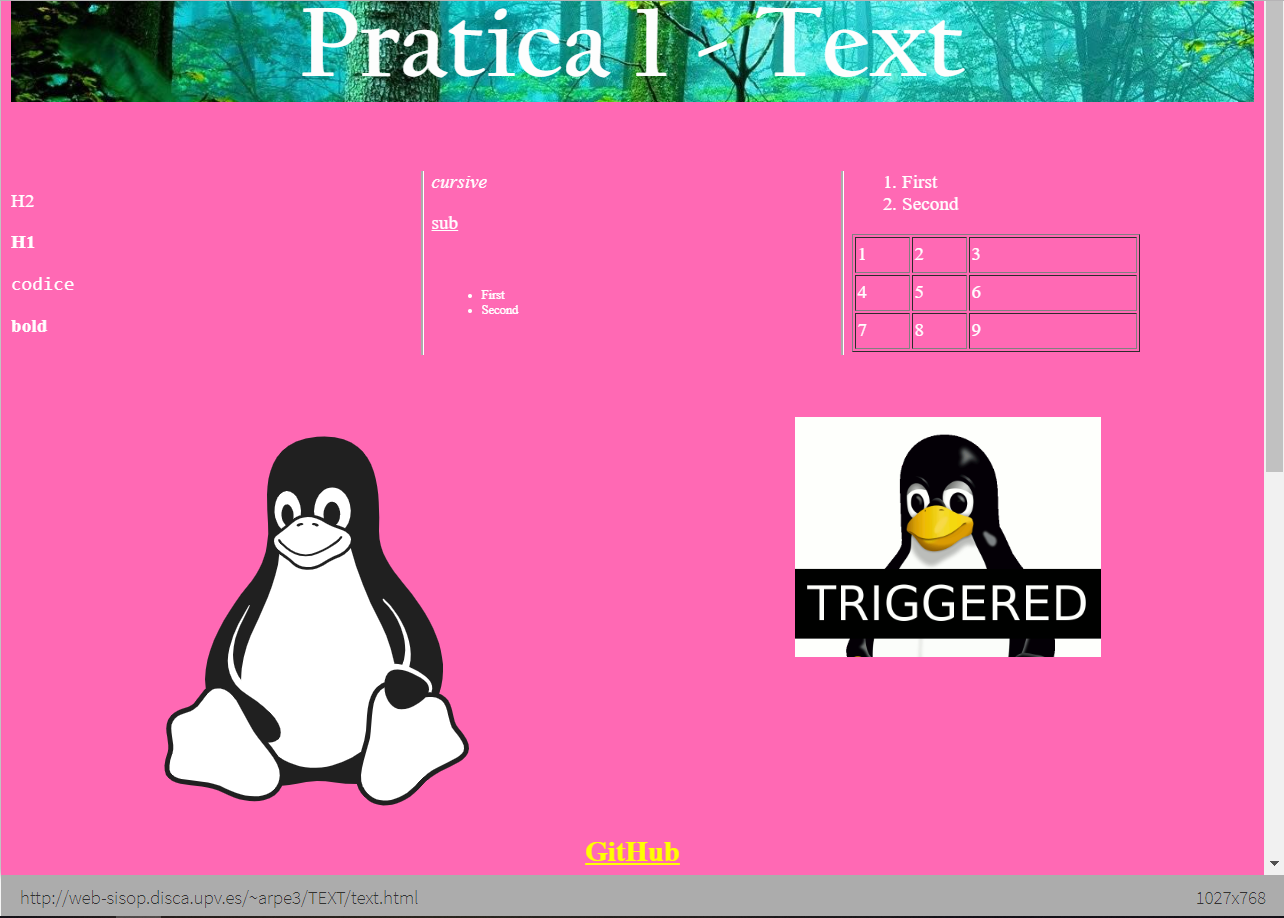 Pratica 1 - Text
H2
H1
codice
bold
cursive
sub
• First
• Second
1. First
2. Second
1 2 3
4 5 6
7 8 9
TRIGGERED
GitHub
http://web-sisop.disca.upv.es/~arpe3/TEXT/text.html
1027x768